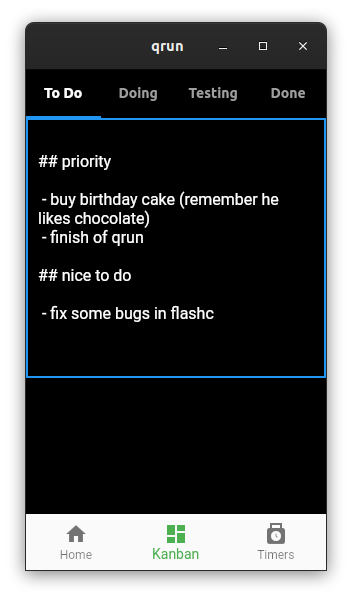 qrun
To Do
Doing
Testing
Done
## priority
- buy birthday cake (remember he
likes chocolate)
- finish of qrun
## nice to do
- fix some bugs in flashc
Home
Kanban
Timers